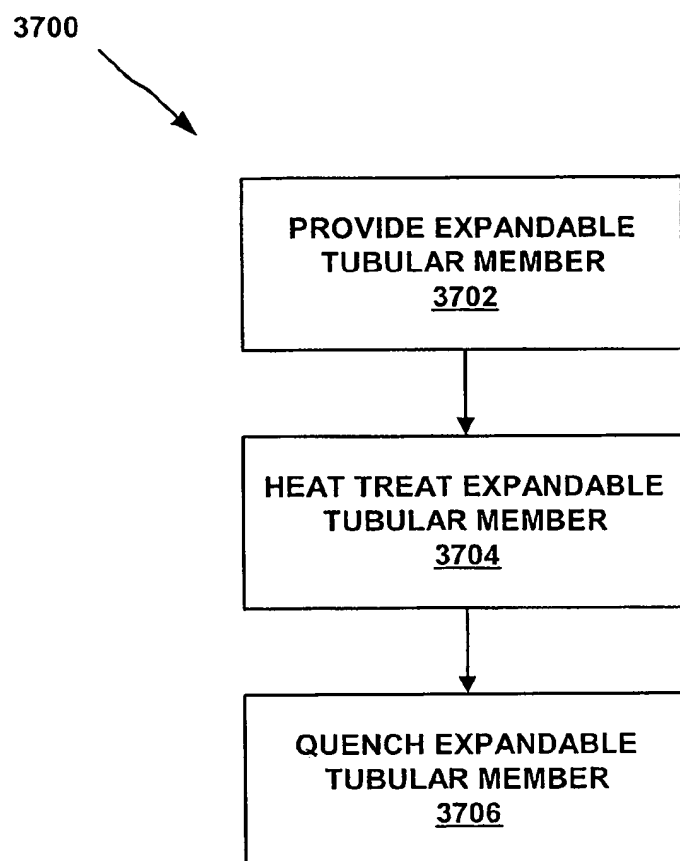 3700
PROVIDE EXPANDABLE
TUBULAR MEMBER
3702
HEAT TREAT EXPANDABLE
TUBULAR MEMBER
3704
QUENCH EXPANDABLE
TUBULAR MEMBER
3706